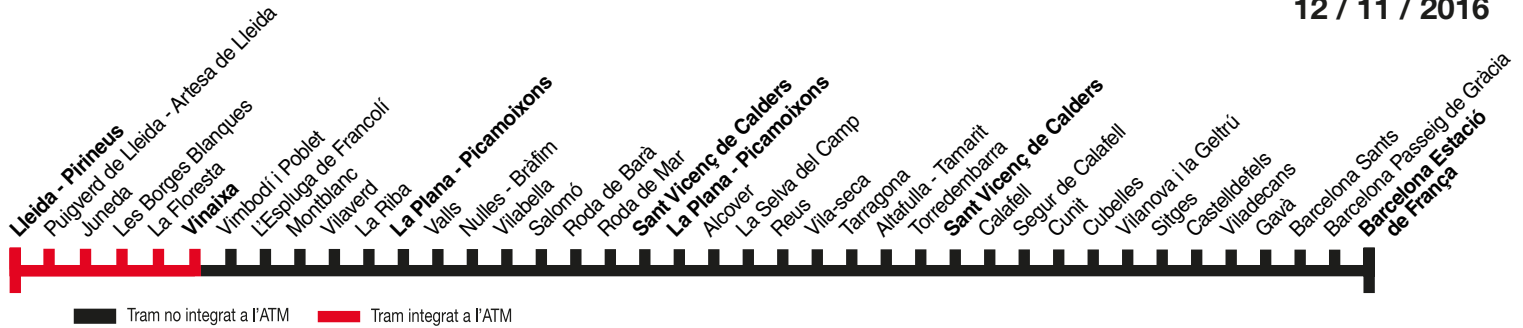 12 / 11 / 2016
Lleida - Pirineus
Puigverd de Lleida - Artesa de Lleida
Juneda
Les Borges Blanques
La Floresta
Vinaixa
Vimbodí i Poblet
L'Espluga de Francolí
Montblanc
Vilaverd
La Riba
La Plana - Picamoixons
Valls
Nulles - Bràfim
Vilabella
Salomó
Roda de Barà
Roda de Mar
Sant Vicenç de Calders
La Plana - Picamoixons
Alcover
La Selva del Camp
Reus
Vila-seca
Tarragona
Altafulla - Tamarit
Torredembarra
Sant Vicenç de Calders
Calafell
Segur de Calafell
Cunit
Cubelles
Vilanova i la Geltrú
Sitges
Castelldefels
Viladecans
Gavà
Barcelona Sants
Barcelona Passeig de Gràcia
Barcelona Estació
de França
Tram no integrat a l'ATM
Tram integrat a l'ATM